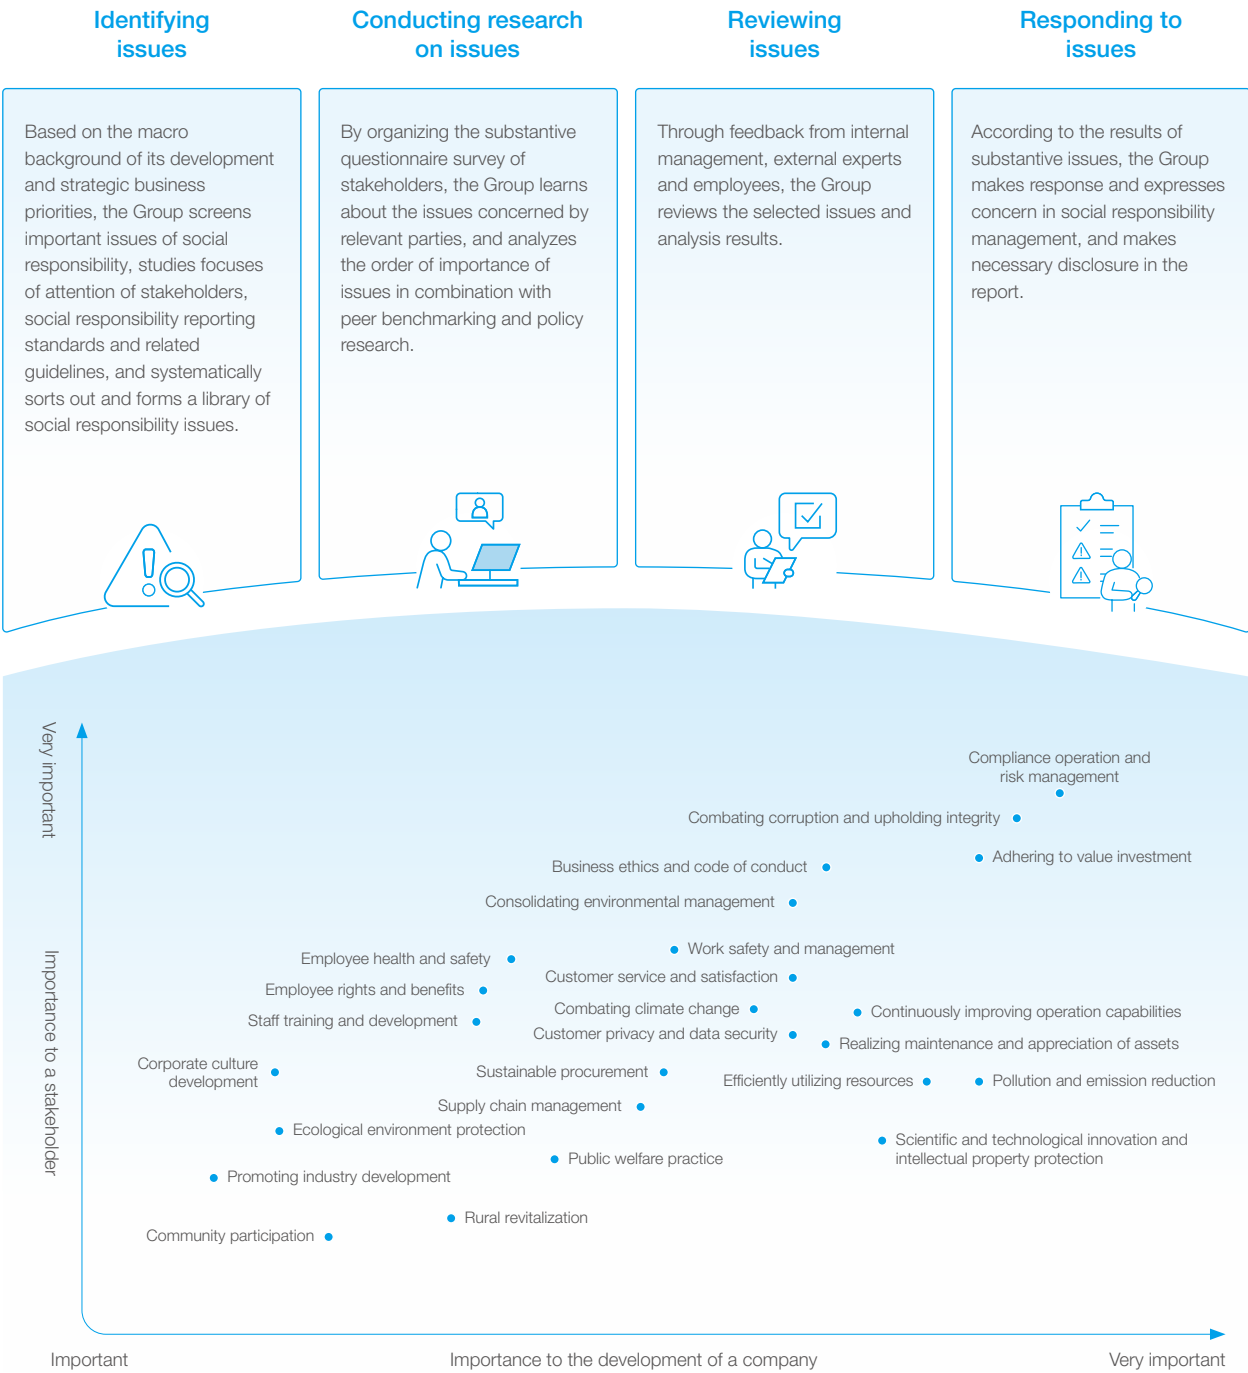 Identifying
issues
Conducting research
on issues
Reviewing
issues
Responding to
issues
Based on the macro
background of its development
and strategic business
priorities, the Group screens
important issues of social
responsibility, studies focuses
of attention of stakeholders,
social responsibility reporting
standards and related
guidelines, and systematically
sorts out and forms a library of
social responsibility issues.
By organizing the substantive
questionnaire survey of
stakeholders, the Group learns
about the issues concerned by
relevant parties, and analyzes
the order of importance of
issues in combination with
peer benchmarking and policy
research.
Through feedback from internal
management, external experts
and employees, the Group
reviews the selected issues and
analysis results.
According to the results of
substantive issues, the Group
makes response and expresses
concern in social responsibility
management, and makes
necessary disclosure in the
report.
Very important
Importance to a stakeholder
Compliance operation and
risk management
Combating corruption and upholding integrity
Adhering to value investment
Business ethics and code of conduct
Consolidating environmental management
Work safety and management
Employee health and safety
Customer service and satisfaction
Employee rights and benefits
Combating climate change
Continuously improving operation capabilities
Staff training and development
Customer privacy and data security
Realizing maintenance and appreciation of assets
Corporate culture
development
Sustainable procurement
Efficiently utilizing resources
Pollution and emission reduction
Supply chain management
Ecological environment protection
Scientific and technological innovation and
intellectual property protection
Public welfare practice
Promoting industry development
Rural revitalization
Community participation
Important
Importance to the development of a company
Very important